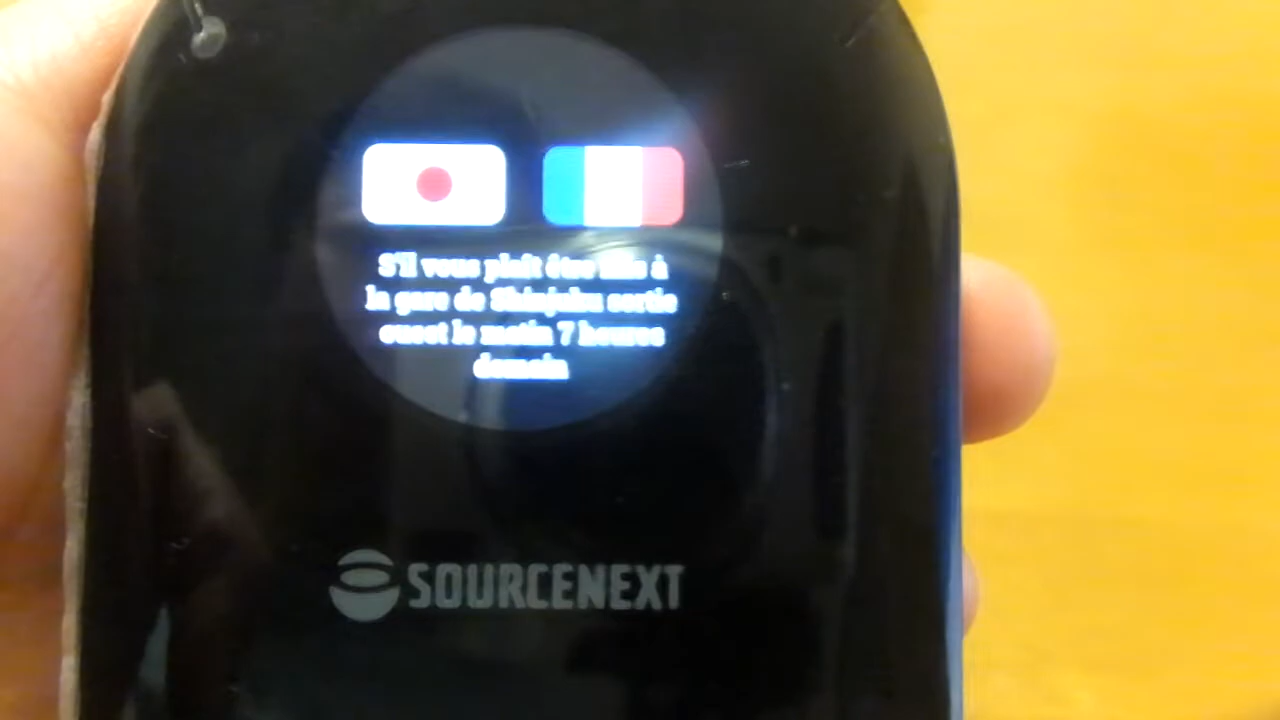 S'il vous plaît être à
la gare de Shinjuku sortie
ouest le matin 7 heures
demain
SOURCENEXT